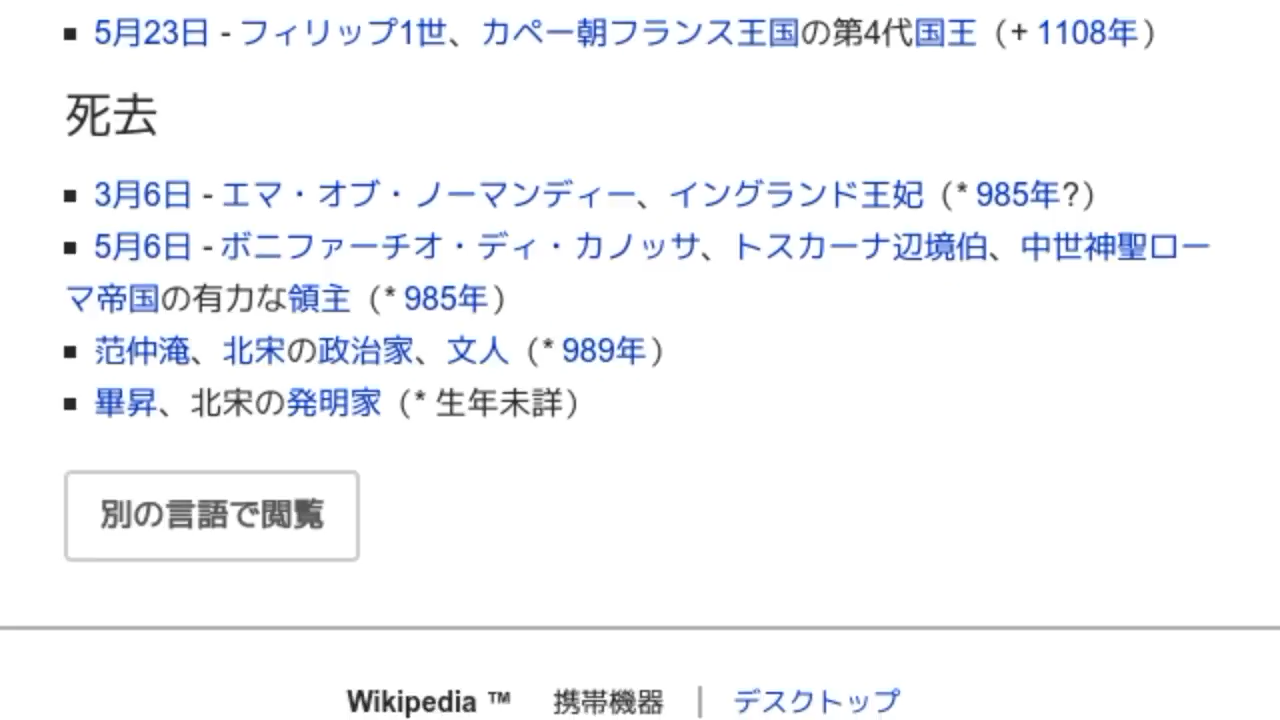 ▪ 5月23日 - フィリップ1世、カペー朝フランス王国の第4代国王（+ 1108年）
死去
▪ 3月6日 - エマ・オブ・ノーマンディー、イングランド王妃（* 985年?）
▪ 5月6日 - ボニファーチオ・ディ・カノッサ、トスカーナ辺境伯、中世神聖ロー
マ帝国の有力な領主（* 985年）
▪ 范仲淹、北宋の政治家、文人（* 989年）
▪ 畢昇、北宋の発明家（* 生年未詳）
別の言語で閲覧
Wikipedia ™ 携帯機器 | デスクトップ